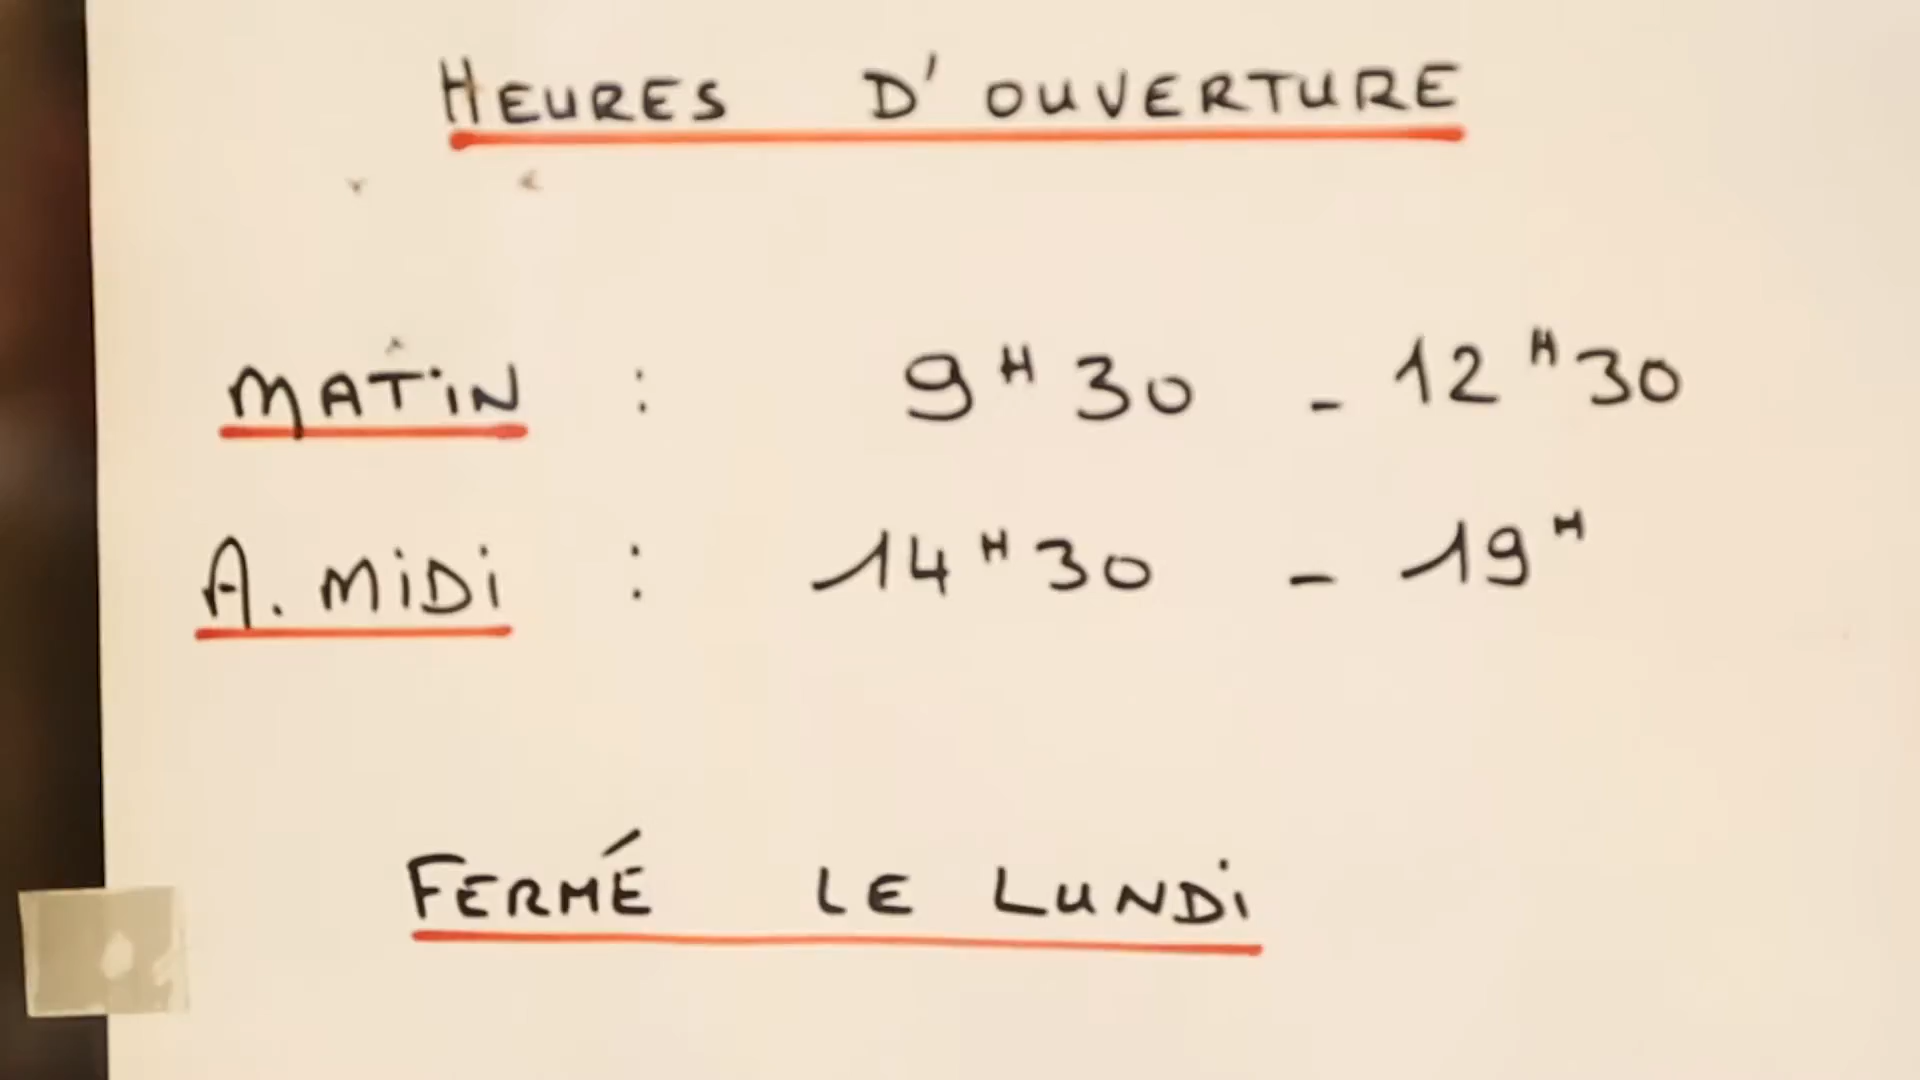 HEURES D'OUVERTURE
MATIN : 9H30 - 12H30
A. MIDI : 14H30 - 19H
FERMÉ LE LUNDI